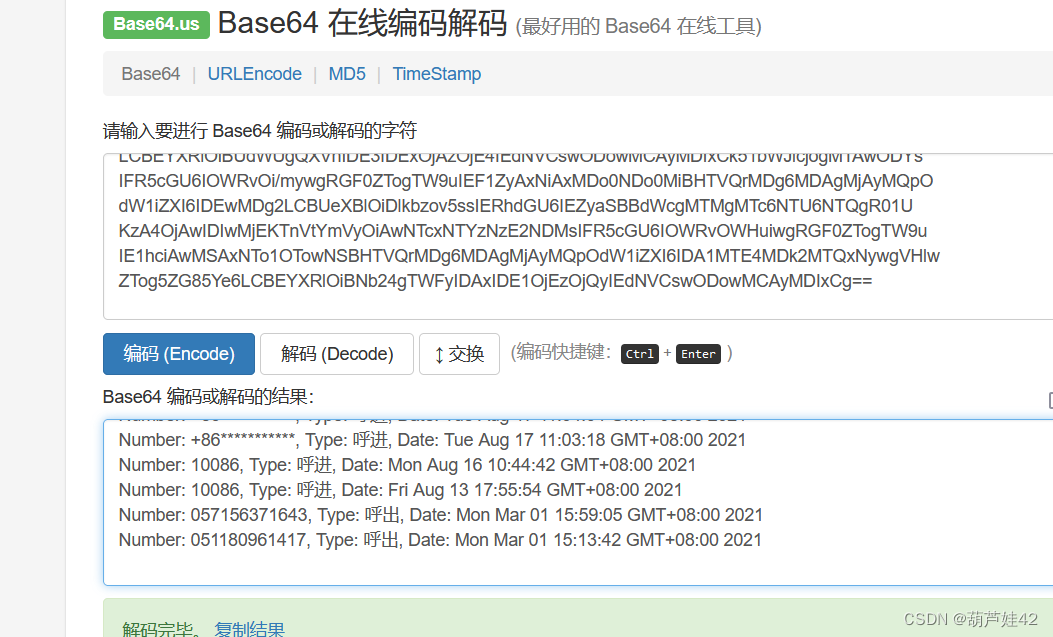 Base64.us Base64 在线编码解码 (最好用的 Base64 在线工具)
Base64 | URLEncode | MD5 | TimeStamp
请输入要进行 Base64 编码或解码的字符
IFR5cGU6IOWRvOi/mywgRGF0ZTogTW9uIEF1ZyAxNiAxMDo0NDo0MiBHTVQrMDg6MDAgMjAyMQpO
dW1iZXI6IDEwMDg2LCBUeXBlOiDlkbzov5ssIERhdGU6IEZyaSBBdWcgMTMgMTc6NTU6NTQgR01U
KzA4OjAwIDIwMjEKTnVtYmVyOiAwNTcxNTYzNzE2NDMsIFR5cGU6IOWRvOWHuiwgRGF0ZTogTW9u
IE1hciAwMSAxNTo1OTowNSBHTVQrMDg6MDAgMjAyMQpOdW1iZXI6IDA1MTE4MDk2MTQxNywgVHlw
ZTog5ZG85Ye6LCBEYXRlOiBNb24gTWFyIDAxIDE1OjEzOjQyIEdNVCswODowMCAyMDIxCg==
编码 (Encode) 解码 (Decode) ↕ 交换 (编码快捷键: Ctrl + Enter )
Base64 编码或解码的结果:
Number: +86***********, Type: 呼进, Date: Tue Aug 17 11:03:18 GMT+08:00 2021
Number: 10086, Type: 呼进, Date: Mon Aug 16 10:44:42 GMT+08:00 2021
Number: 10086, Type: 呼进, Date: Fri Aug 13 17:55:54 GMT+08:00 2021
Number: 057156371643, Type: 呼出, Date: Mon Mar 01 15:59:05 GMT+08:00 2021
Number: 051180961417, Type: 呼出, Date: Mon Mar 01 15:13:42 GMT+08:00 2021
解码完毕。 复制结果
CSDN @葫芦娃42